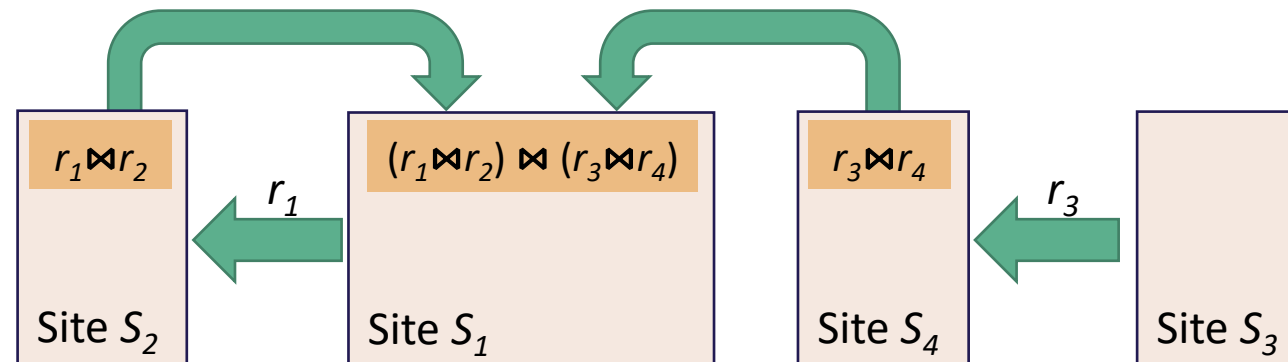 r₁⋈r₂
(r₁⋈r₂) ⋈ (r₃⋈r₄)
r₃⋈r₄
r₁
r₃
Site S₂
Site S₁
Site S₄
Site S₃